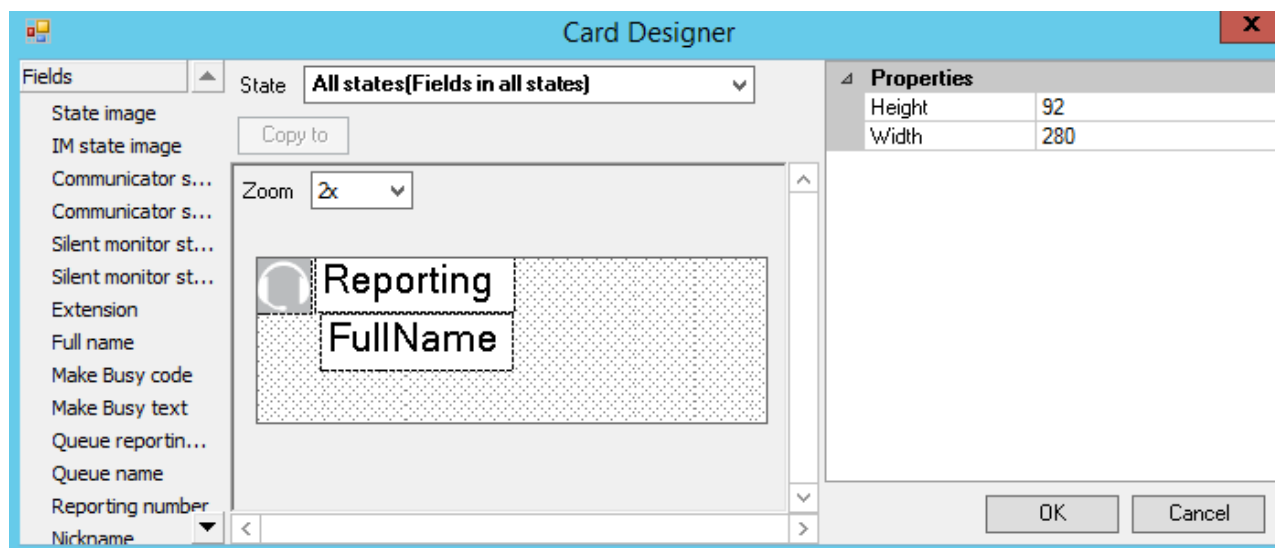 Card Designer
x
Fields
State image
IM state image
Communicator s...
Communicator s...
Silent monitor st...
Silent monitor st...
Extension
Full name
Make Busy code
Make Busy text
Queue reportin...
Queue name
Reporting number
Nickname
State All states(Fields in all states)
Copy to
Zoom 2x
Reporting
FullName
Properties
Height 92
Width 280
OK Cancel